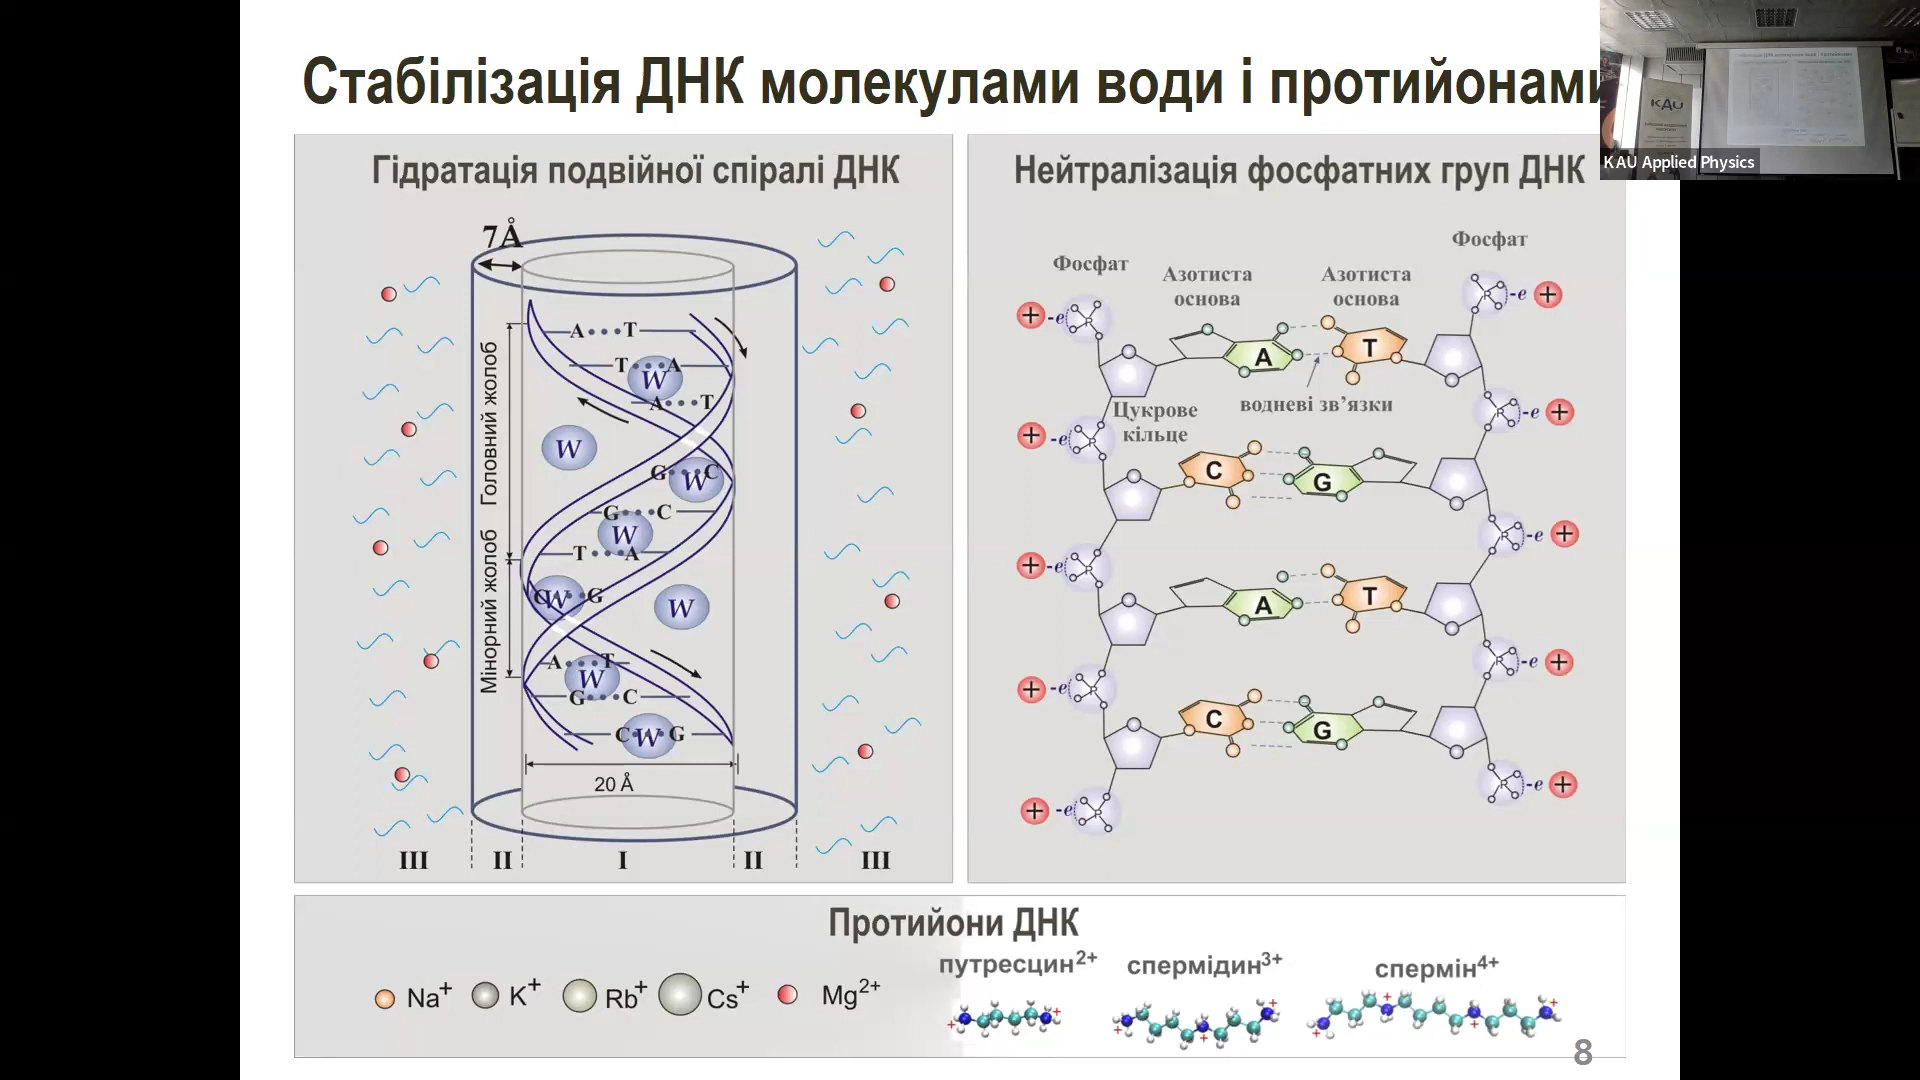 Стабілізація ДНК молекулами води і протийонами
KAU
KAU Applied Physics
Гідратація подвійної спіралі ДНК
7Å
Головний жолоб
Мінорний жолоб
A T
T A
W
A T
W
G C
W
G C
W
T A
C G
W
W
A T
W
G C
C G
W
20 Å
III II I II III
Нейтралізація фосфатних груп ДНК
Фосфат
Фосфат
Азотиста
основа
Азотиста
основа
+ -e P
P -e +
A T
водневі зв’язки
Цукрове
кільце
+ -e P
P -e +
C G
+ -e P
P -e +
A T
+ -e P
P -e +
C G
+ -e P
P -e +
Протийони ДНК
Na+ K+ Rb+ Cs+ Mg2+
путресцин2+ спермідин3+ спермін4+
8